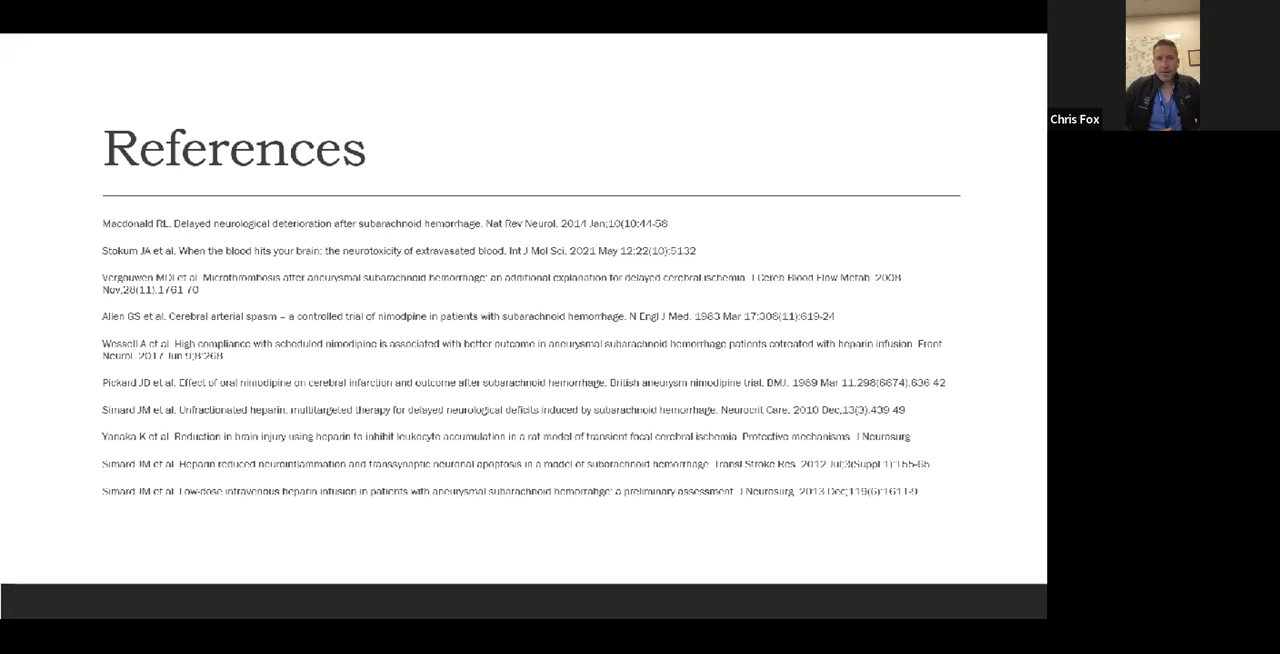 References
Macdonald RL. Delayed neurological deterioration after subarachnoid hemorrhage. Nat Rev Neurol. 2014 Jan;10(10:44-58
Stokum JA et al. When the blood hits your brain: the neurotoxicity of extravasated blood. Int J Mol Sci. 2021 May 12;22(10):5132
Vergouwen MDI et al. Microthrombosis after aneurysmal subarachnoid hemorrhage: an additional explanation for delayed cerebral ischemia. J Cereb Blood Flow Metab. 2008
Nov;28(11):1761-70
Allen GS et al. Cerebral arterial spasm – a controlled trial of nimodpine in patients with subarachnoid hemorrhage. N Engl J Med. 1983 Mar 17;308(11):619-24
Wessell A et al. High compliance with scheduled nimodipine is associated with better outcome in aneurysmal subarachnoid hemorrhage patients cotreated with heparin infusion. Front
Neurol. 2017 Jun 9;8:268
Pickard JD et al. Effect of oral nimodipine on cerebral infarction and outcome after subarachnoid hemorrhage. British aneurysm nimodipine trial. BMJ. 1989 Mar 11;298(6674):636-42
Simard JM et al. Unfractionated heparin: multitargeted therapy for delayed neurological deficits induced by subarachnoid hemorrhage. Neurocrit Care. 2010 Dec;13(3):439-49
Yanaka K et al. Reduction in brain injury using heparin to inhibit leukocyte accumulation in a rat model of transient focal cerebral ischemia. Protective mechanisms. J Neurosurg
Simard JM et al. Heparin reduced neuroinflammation and transsynaptic neuronal apoptosis in a model of subarachnoid hemorrhage. Transl Stroke Res. 2012 Jul;3(Suppl 1):155-65
Simard JM et al. Low-dose intravenous heparin infusion in patients with aneurysmal subarachnoid hemorrahge: a preliminary assessment. J Neurosurg. 2013 Dec;119(6):1611-9
Chris Fox